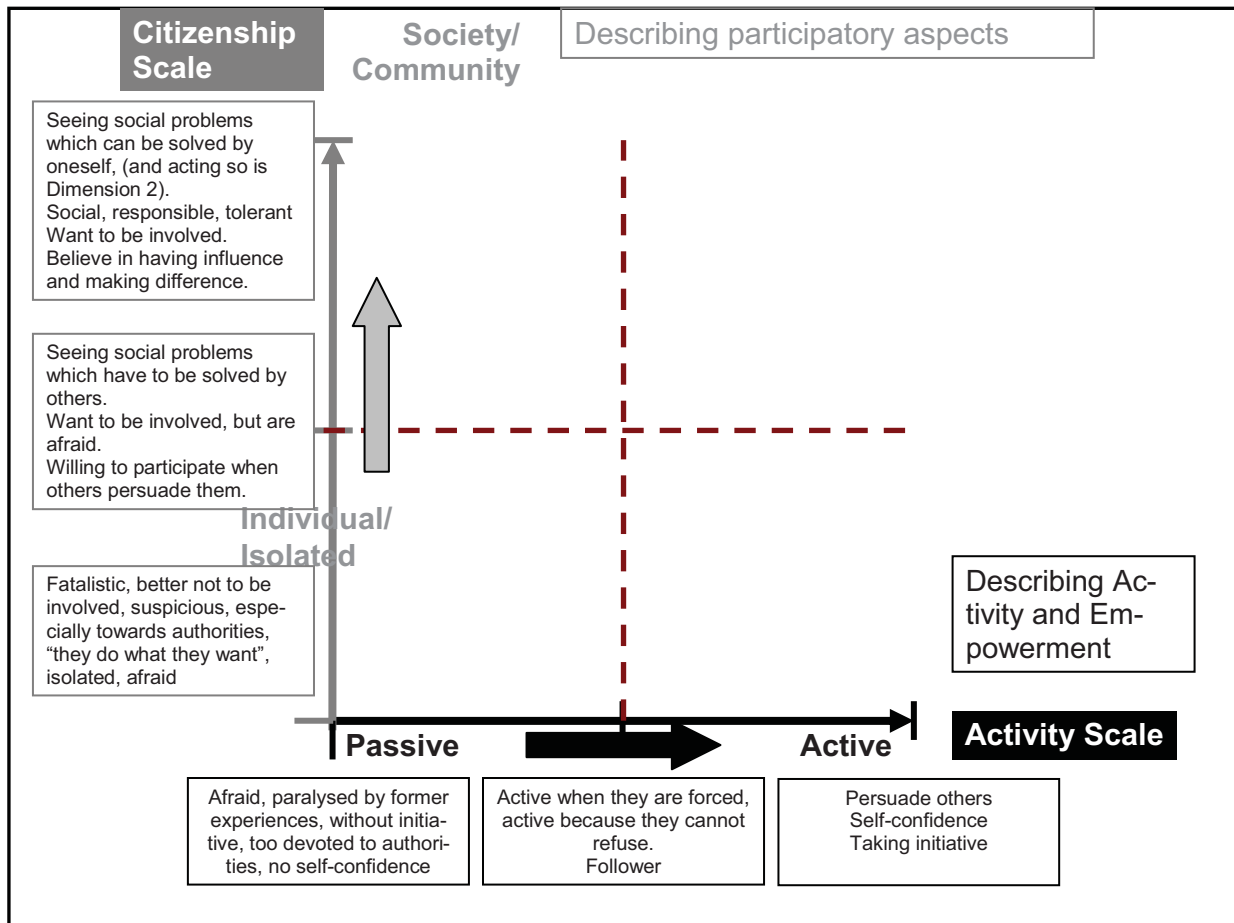 Citizenship
Scale
Society/
Community
Describing participatory aspects
Seeing social problems
which can be solved by
oneself, (and acting so is
Dimension 2).
Social, responsible, tolerant
Want to be involved.
Believe in having influence
and making difference.
Seeing social problems
which have to be solved by
others.
Want to be involved, but are
afraid.
Willing to participate when
others persuade them.
Individual/
Isolated
Fatalistic, better not to be
involved, suspicious, espe-
cially towards authorities,
“they do what they want”,
isolated, afraid
Describing Ac-
tivity and Em-
powerment
Passive
Active
Activity Scale
Afraid, paralysed by former
experiences, without initia-
tive, too devoted to authori-
ties, no self-confidence
Active when they are forced,
active because they cannot
refuse.
Follower
Persuade others
Self-confidence
Taking initiative